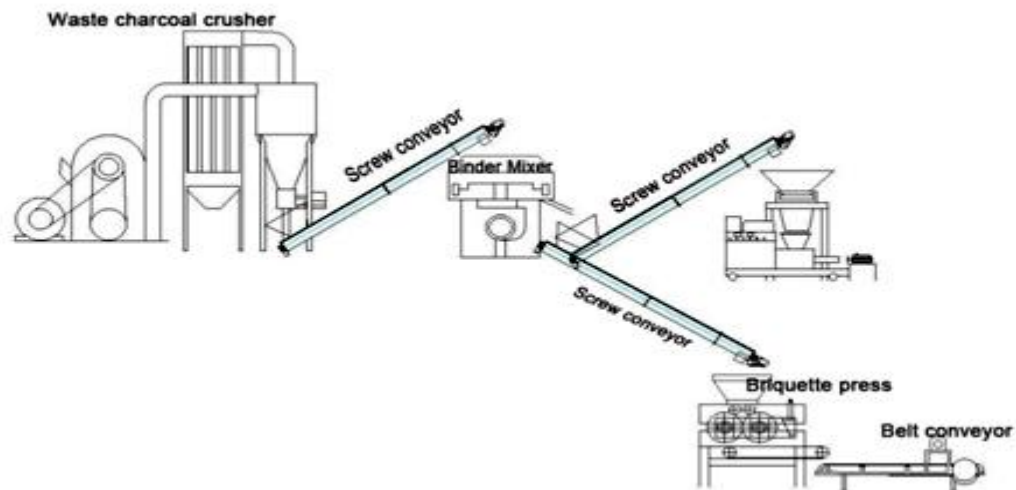 Waste charcoal crusher
Screw conveyor
Binder Mixer
Screw conveyor
Screw conveyor
Briquette press
Belt conveyor